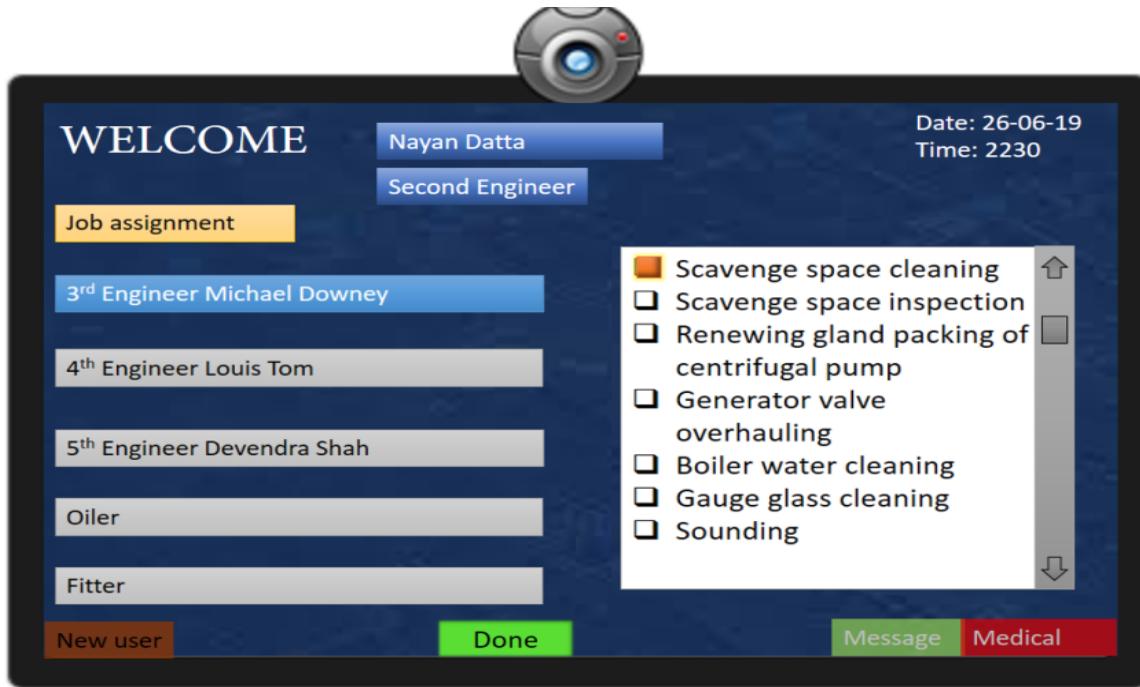 WELCOME
Nayan Datta
Second Engineer
Date: 26-06-19
Time: 2230
Job assignment
3rd Engineer Michael Downey
4th Engineer Louis Tom
5th Engineer Devendra Shah
Oiler
Fitter
Scavenge space cleaning
Scavenge space inspection
Renewing gland packing of
centrifugal pump
Generator valve
overhauling
Boiler water cleaning
Gauge glass cleaning
Sounding
New user
Done
Message
Medical